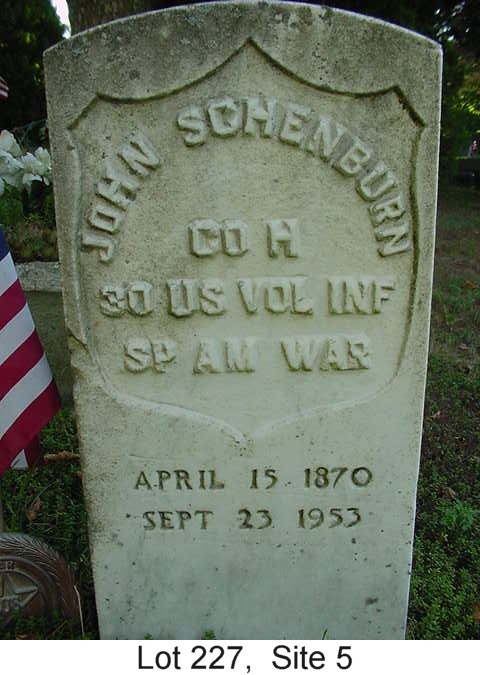 JOHN SCHENBURN
CO H
30 US VOL INF
SP AM WAR
APRIL 15 1870
SEPT 23 1953
Lot 227, Site 5